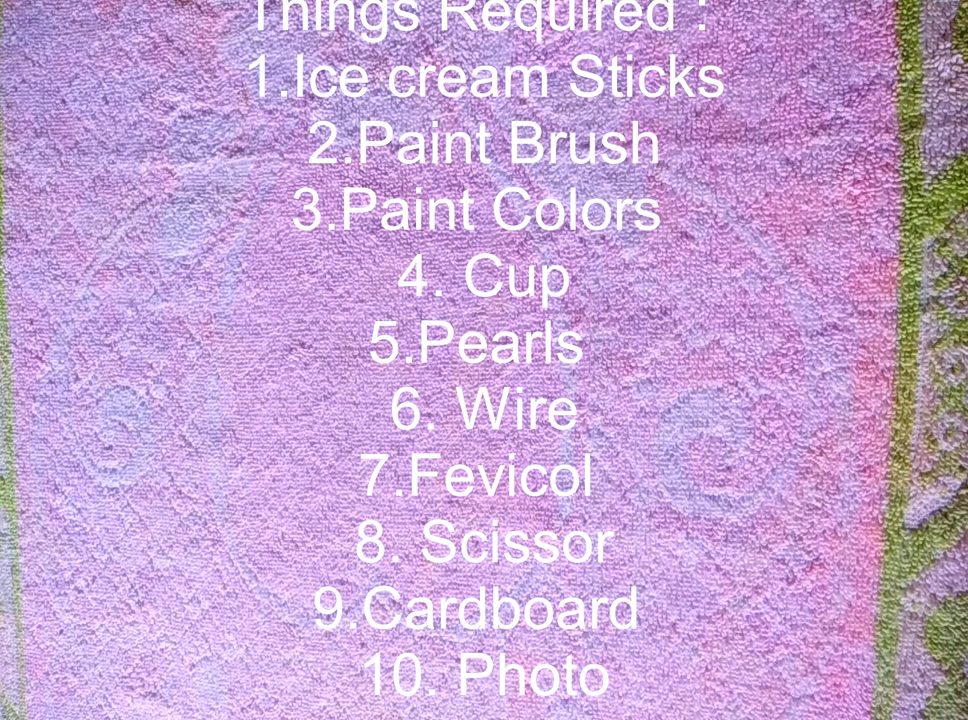 Things Required :
1.Ice cream Sticks
2.Paint Brush
3.Paint Colors
4. Cup
5.Pearls
6. Wire
7.Fevicol
8. Scissor
9.Cardboard
10. Photo